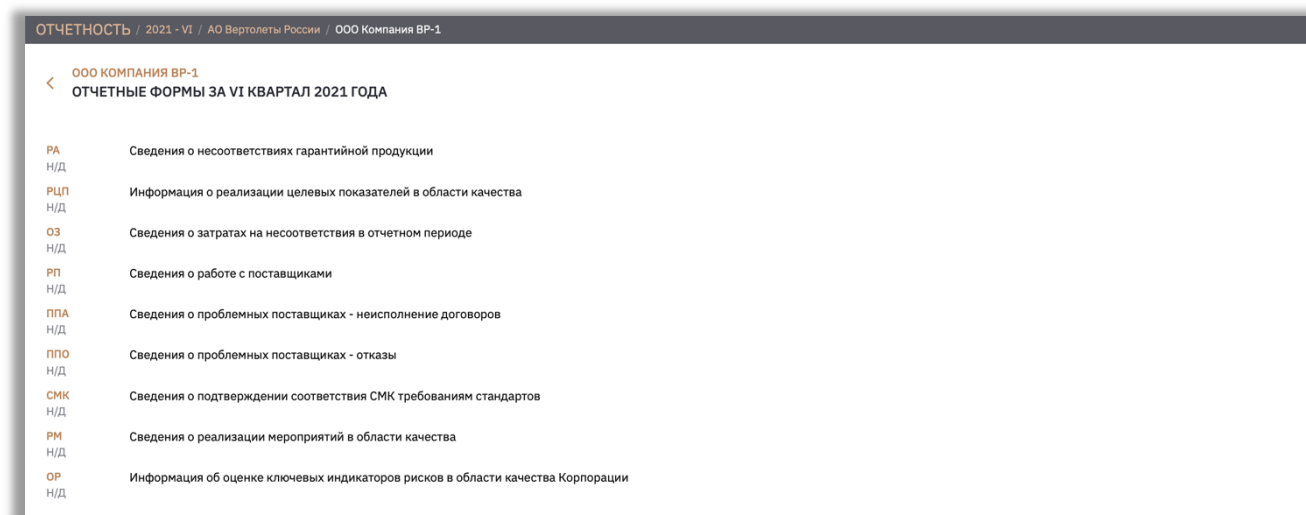 ОТЧЕТНОСТЬ / 2021 - VI / АО Вертолеты России / ООО Компания ВР-1
ООО КОМПАНИЯ ВР-1
ОТЧЕТНЫЕ ФОРМЫ ЗА VI КВАРТАЛ 2021 ГОДА
РА Сведения о несоответствиях гарантийной продукции
Н/Д
РЦП Информация о реализации целевых показателей в области качества
Н/Д
ОЗ Сведения о затратах на несоответствия в отчетном периоде
Н/Д
РП Сведения о работе с поставщиками
Н/Д
ППА Сведения о проблемных поставщиках - неисполнение договоров
Н/Д
ППО Сведения о проблемных поставщиках - отказы
Н/Д
СМК Сведения о подтверждении соответствия СМК требованиям стандартов
Н/Д
РМ Сведения о реализации мероприятий в области качества
Н/Д
ОР Информация об оценке ключевых индикаторов рисков в области качества Корпорации
Н/Д